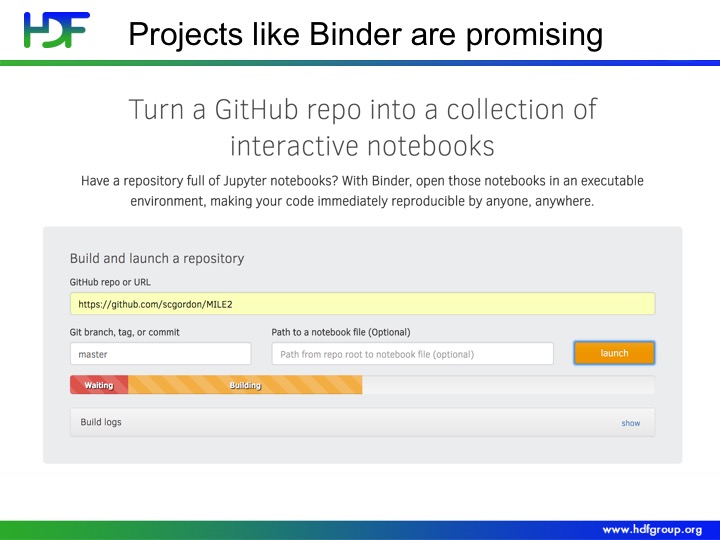 HDF
Projects like Binder are promising
Turn a GitHub repo into a collection of
interactive notebooks
Have a repository full of Jupyter notebooks? With Binder, open those notebooks in an executable
environment, making your code immediately reproducible by anyone, anywhere.
Build and launch a repository
GitHub repo or URL
https://github.com/scgordon/MILE2
Git branch, tag, or commit
Path to a notebook file (Optional)
master
Path from repo root to notebook file (optional)
launch
Waiting
Building
Build logs
show
www.hdfgroup.org